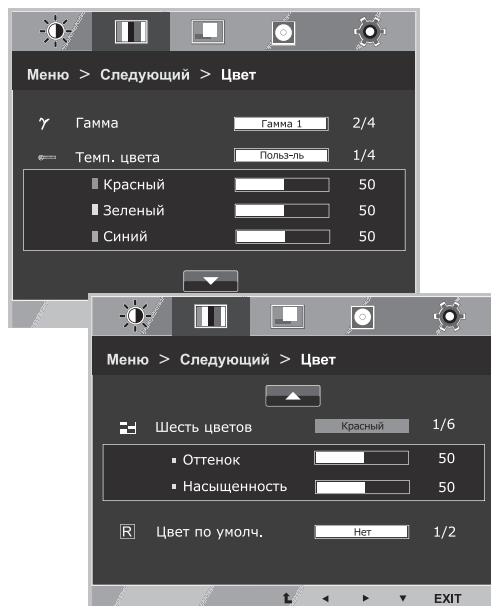 Меню > Следующий > Цвет
γ Гамма Гамма 1 2/4
Темп. цвета Польз-ль 1/4
Красный 50
Зеленый 50
Синий 50
Меню > Следующий > Цвет
Шесть цветов Красный 1/6
Оттенок 50
Насыщенность 50
R Цвет по умолч. Нет 1/2
EXIT